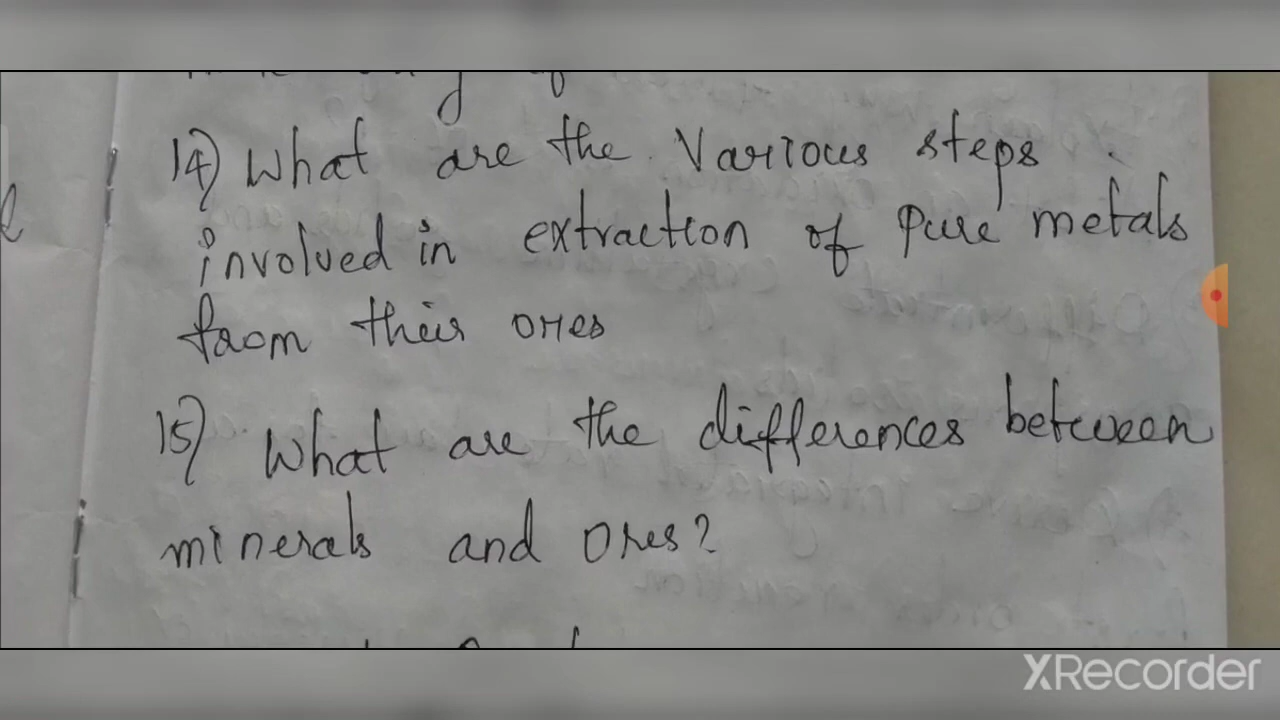 14) What are the various steps
involved in extraction of pure metals
from their ores
15) What are the differences between
minerals and Ores?
XRecorder